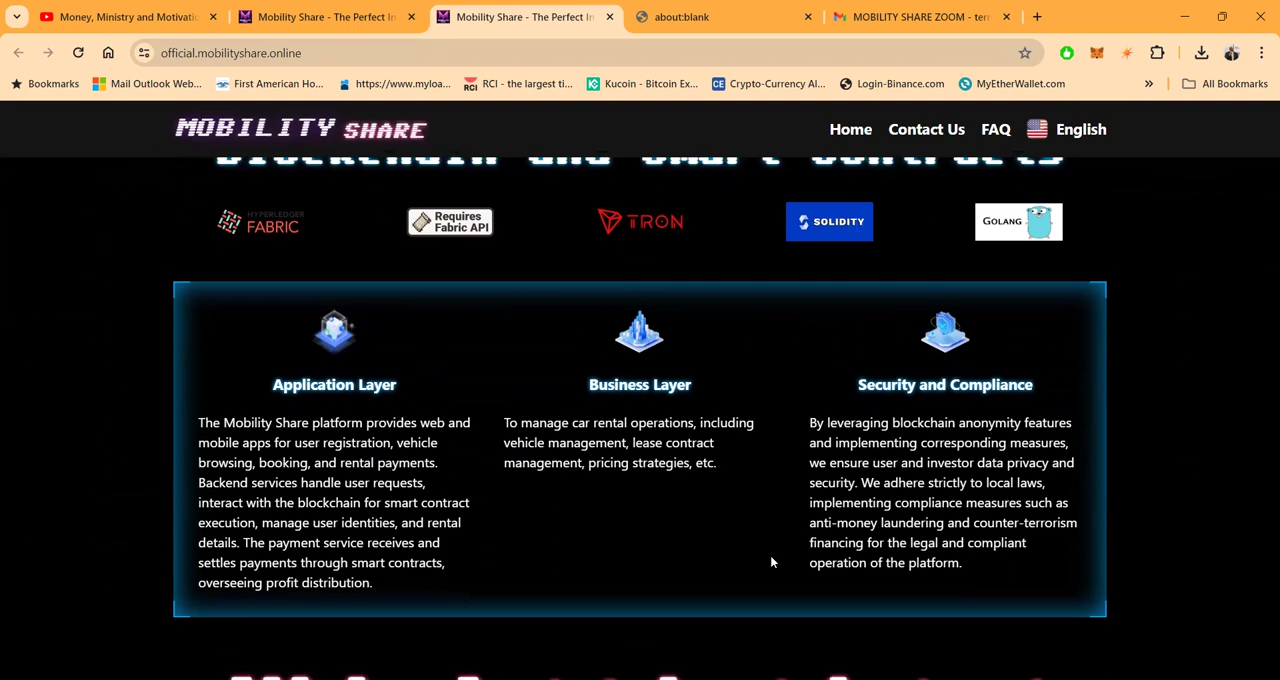 Money, Ministry and Motivatio
Mobility Share - The Perfect In
Mobility Share - The Perfect In
about:blank
MOBILITY SHARE ZOOM - terr
official.mobilityshare.online
Bookmarks
Mail Outlook Web...
First American Ho...
https://www.myloa...
RCI - the largest ti...
Kucoin - Bitcoin Ex...
Crypto-Currency Al...
Login-Binance.com
MyEtherWallet.com
All Bookmarks
MOBILITY SHARE
Home
Contact Us
FAQ
English
Blockchain and Smart Contracts
HYPERLEDGER
FABRIC
Requires
Fabric API
TRON
SOLIDITY
GOLANG
Application Layer
The Mobility Share platform provides web and
mobile apps for user registration, vehicle
browsing, booking, and rental payments.
Backend services handle user requests,
interact with the blockchain for smart contract
execution, manage user identities, and rental
details. The payment service receives and
settles payments through smart contracts,
overseeing profit distribution.
Business Layer
To manage car rental operations, including
vehicle management, lease contract
management, pricing strategies, etc.
Security and Compliance
By leveraging blockchain anonymity features
and implementing corresponding measures,
we ensure user and investor data privacy and
security. We adhere strictly to local laws,
implementing compliance measures such as
anti-money laundering and counter-terrorism
financing for the legal and compliant
operation of the platform.